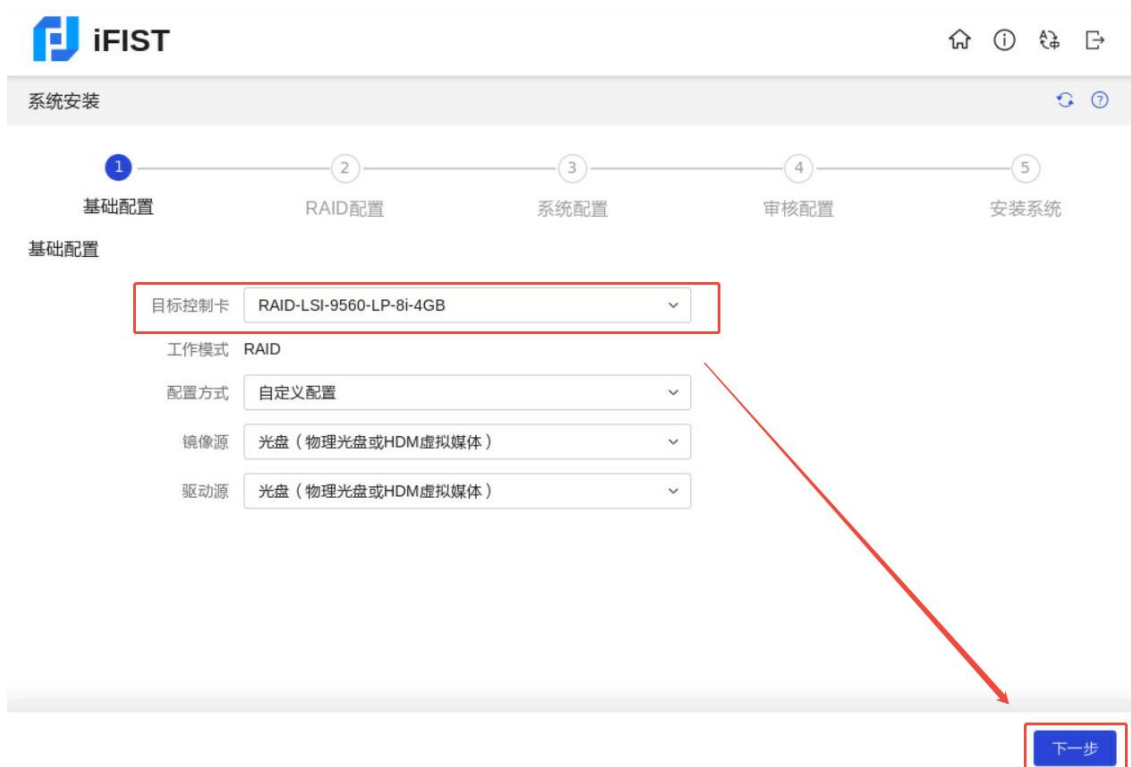 iFIST
系统安装
1 2 3 4 5
基础配置 RAID配置 系统配置 审核配置 安装系统
基础配置
目标控制卡 RAID-LSI-9560-LP-8i-4GB
工作模式 RAID
配置方式 自定义配置
镜像源 光盘（物理光盘或HDM虚拟媒体）
驱动源 光盘（物理光盘或HDM虚拟媒体）
下一步